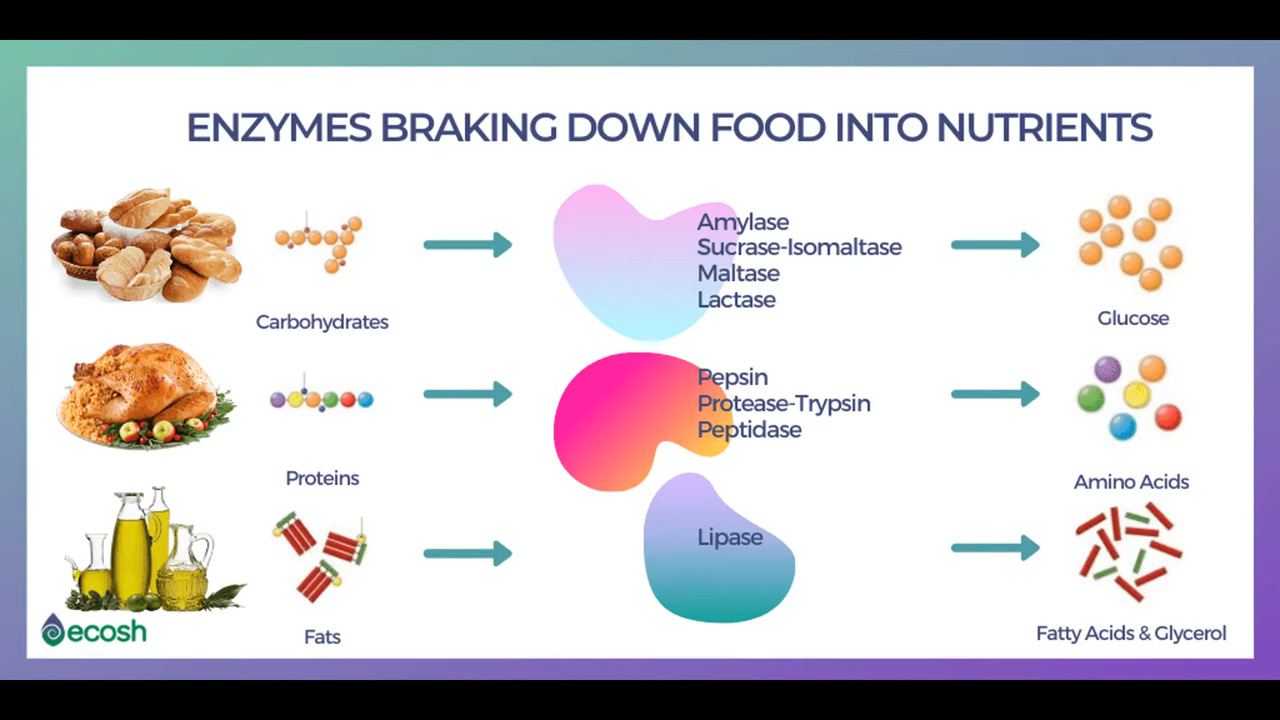 ENZYMES BRAKING DOWN FOOD INTO NUTRIENTS
Carbohydrates
Amylase
Sucrase-Isomaltase
Maltase
Lactase
Glucose
Proteins
Pepsin
Protease-Trypsin
Peptidase
Amino Acids
Fats
Lipase
Fatty Acids & Glycerol
ecosh